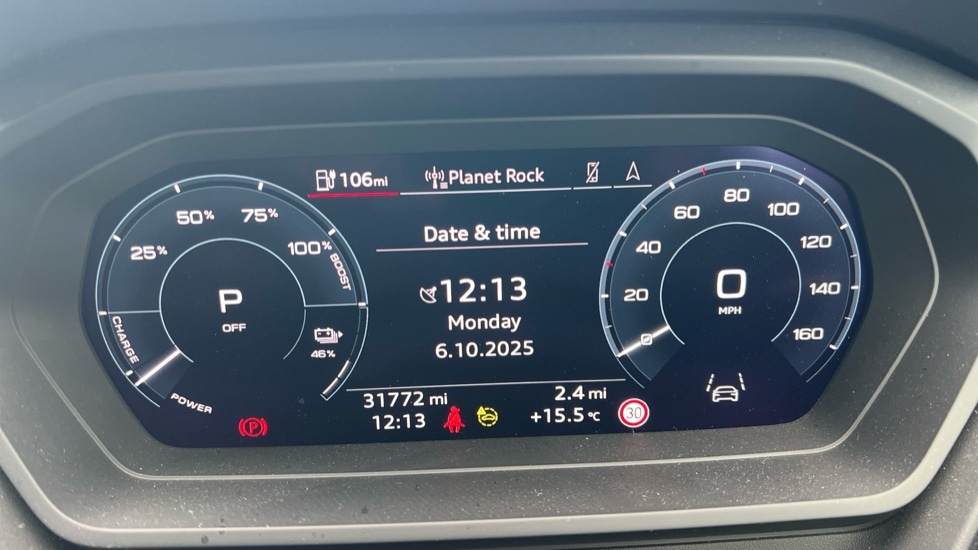 106mi Planet Rock
50% 75%
25% 100%
BOOST
P
OFF
46%
CHARGE
POWER
Date & time
12:13
Monday
6.10.2025
80
60 100
40 120
20 140
0 160
0
MPH
31772 mi 2.4 mi
12:13 +15.5 °C 30
(P)